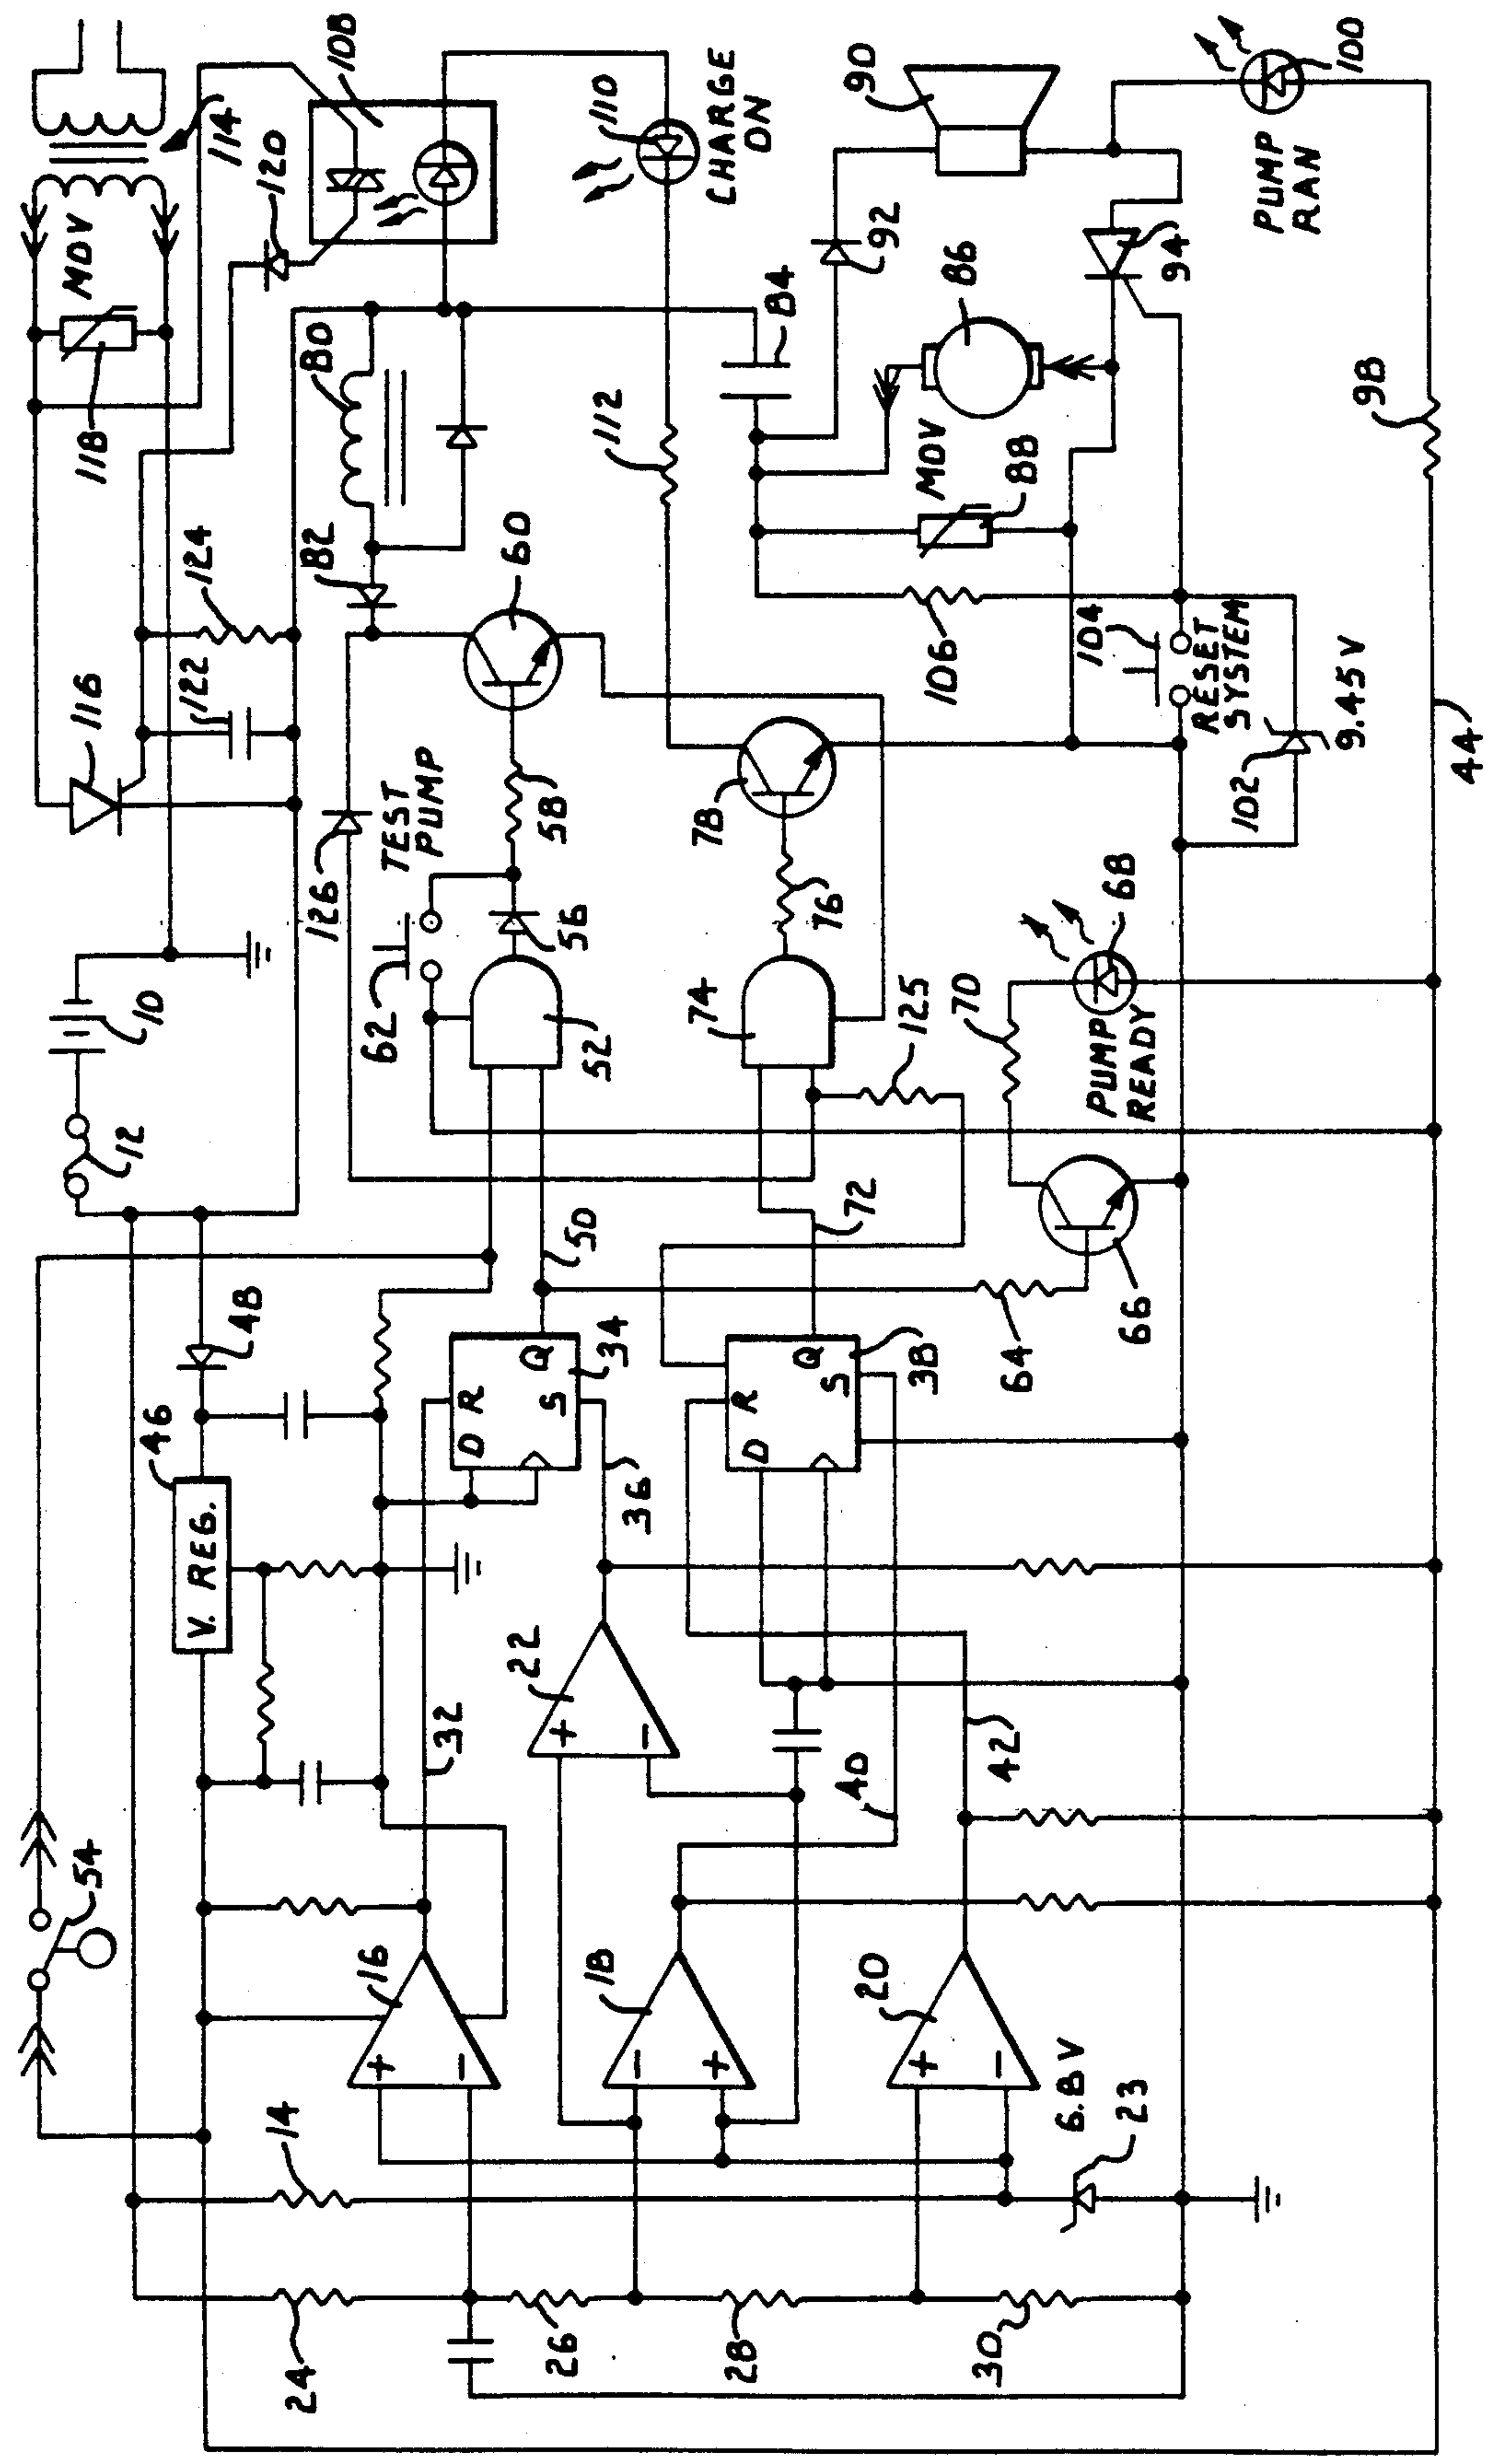 54
12
10
116
118
MOV
114
46
V. REG.
48
122
124
120
14
24
126
82
80
108
16
+
−
32
D
R
Q
S
34
62
TEST
PUMP
52
56
58
60
50
36
22
+
−
26
18
−
+
38
D
R
Q
S
74
76
78
112
110
CHARGE
ON
28
40
72
125
84
20
+
−
42
64
70
66
106
MOV
88
86
92
90
30
6.8V
23
PUMP
READY
68
104
RESET
SYSTEM
94
102
9.45V
PUMP
RAN
100
98
44